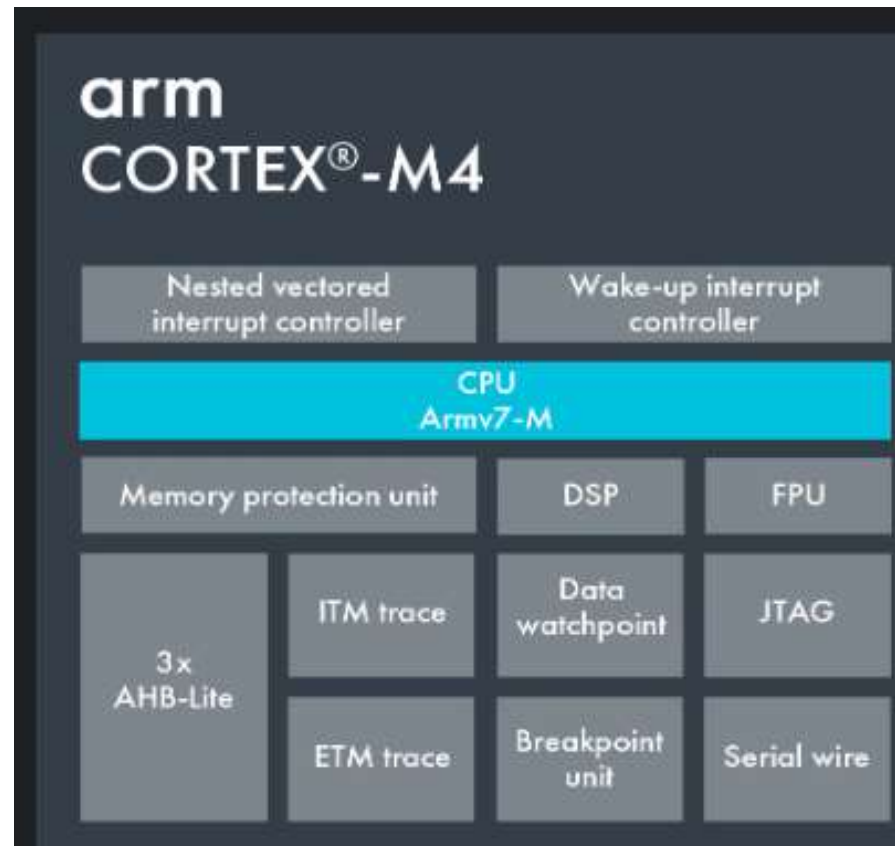 arm
CORTEX®-M4
Nested vectored
interrupt controller
Wake-up interrupt
controller
CPU
Armv7-M
Memory protection unit
DSP
FPU
3x
AHB-Lite
ITM trace
Data
watchpoint
JTAG
ETM trace
Breakpoint
unit
Serial wire